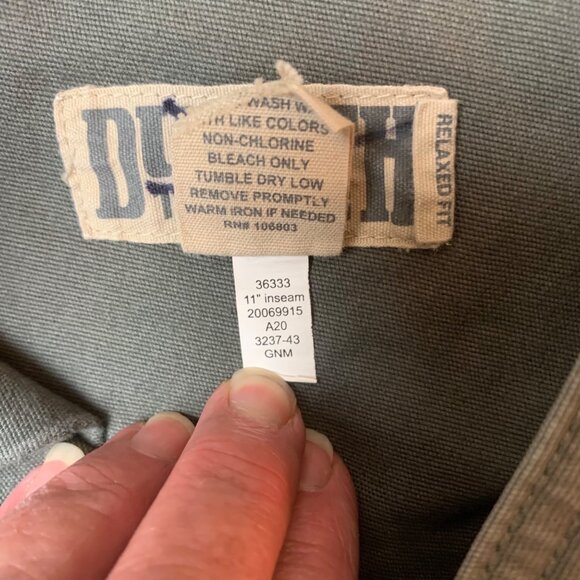 WASH
TH LIKE COLORS
NON-CHLORINE
BLEACH ONLY
TUMBLE DRY LOW
REMOVE PROMPTLY
WARM IRON IF NEEDED
RN# 106803
RELAXED FIT
36333
11" inseam
20069915
A20
3237-43
GNM